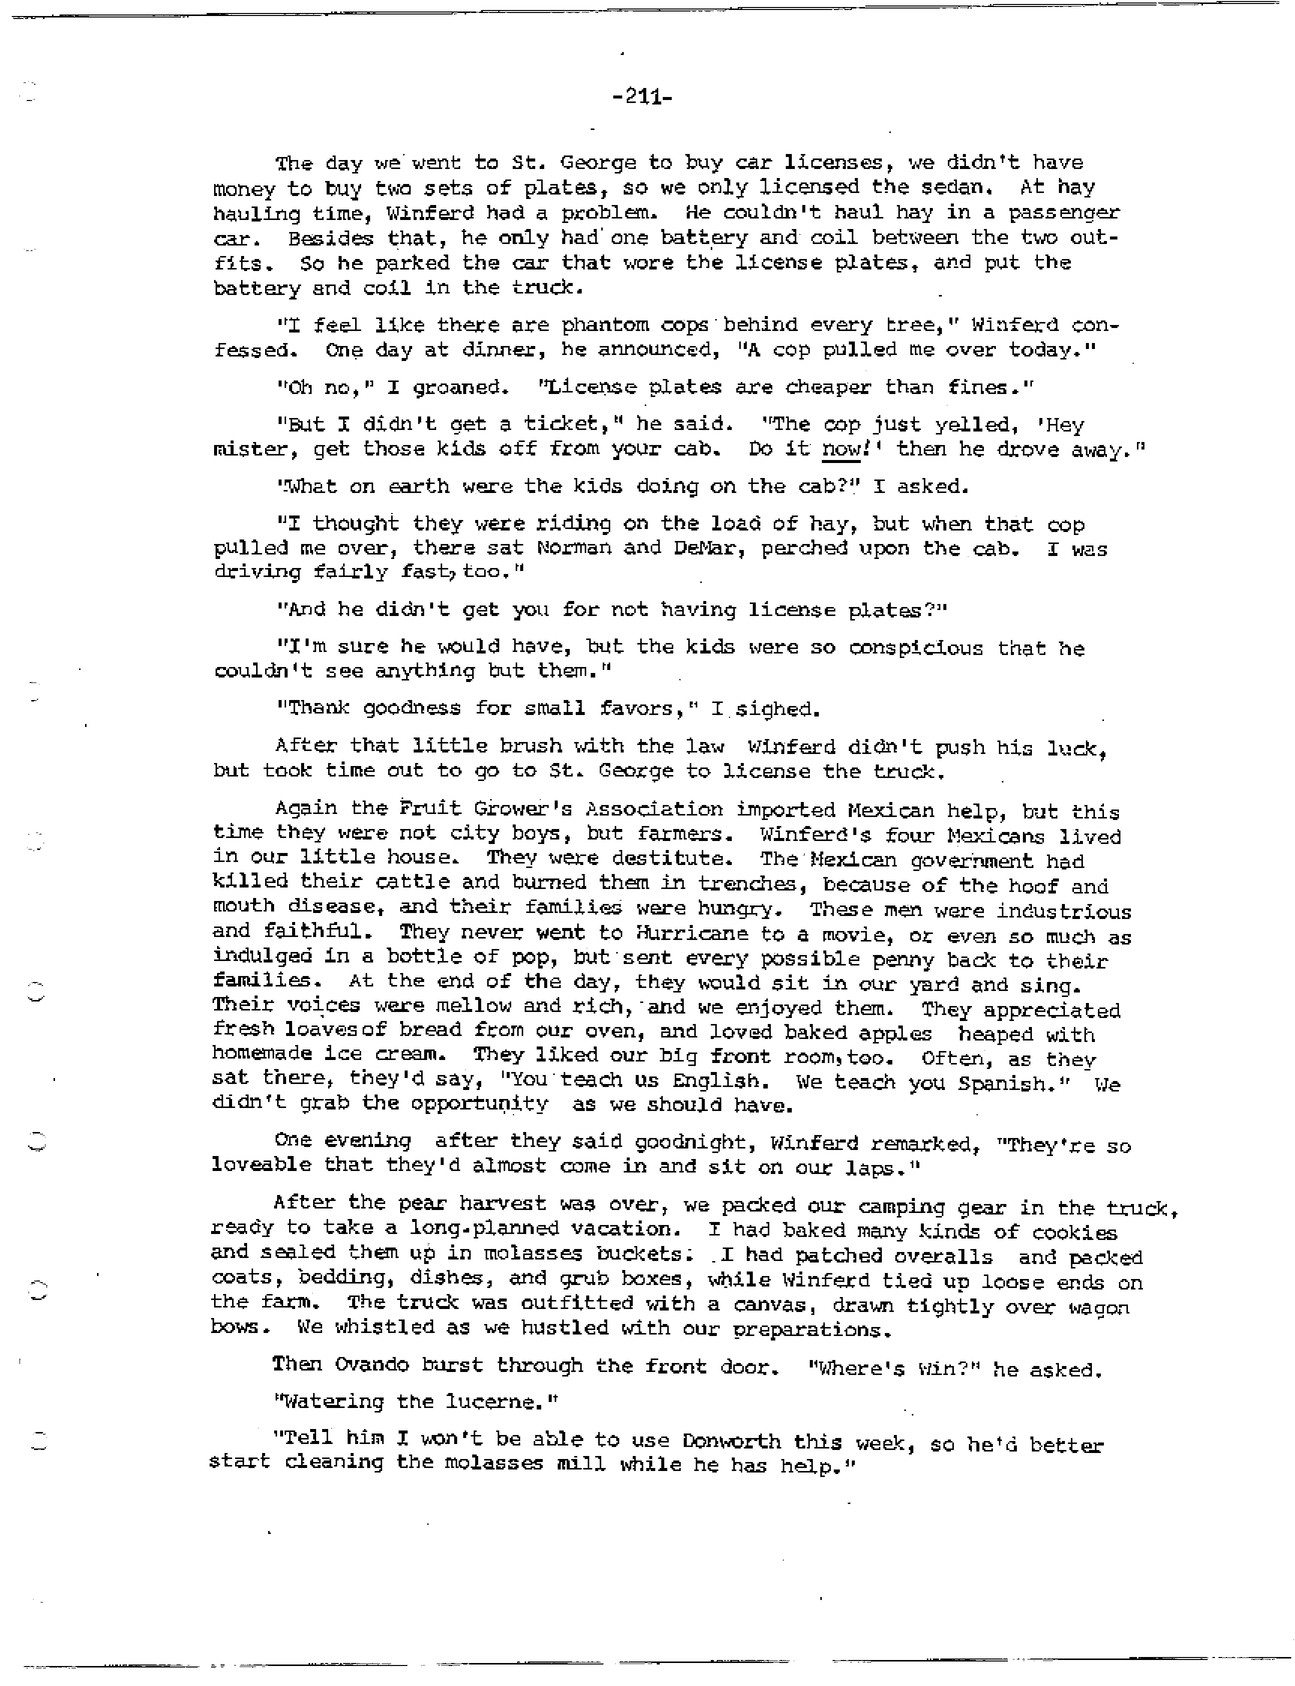 -211-
The day we went to St. George to buy car licenses, we didn't have
money to buy two sets of plates, so we only licensed the sedan. At hay
hauling time, Winferd had a problem. He couldn't haul hay in a passenger
car. Besides that, he only had one battery and coil between the two out-
fits. So he parked the car that wore the license plates, and put the
battery and coil in the truck.
"I feel like there are phantom cops behind every tree," Winferd con-
fessed. One day at dinner, he announced, "A cop pulled me over today."
"Oh no," I groaned. "License plates are cheaper than fines."
"But I didn't get a ticket," he said. "The cop just yelled, 'Hey
mister, get those kids off from your cab. Do it now!' then he drove away."
"What on earth were the kids doing on the cab?" I asked.
"I thought they were riding on the load of hay, but when that cop
pulled me over, there sat Norman and DeMar, perched upon the cab. I was
driving fairly fast, too."
"And he didn't get you for not having license plates?"
"I'm sure he would have, but the kids were so conspicious that he
couldn't see anything but them."
"Thank goodness for small favors," I sighed.
After that little brush with the law Winferd didn't push his luck,
but took time out to go to St. George to license the truck.
Again the Fruit Grower's Association imported Mexican help, but this
time they were not city boys, but farmers. Winferd's four Mexicans lived
in our little house. They were destitute. The Mexican government had
killed their cattle and burned them in trenches, because of the hoof and
mouth disease, and their families were hungry. These men were industrious
and faithful. They never went to Hurricane to a movie, or even so much as
indulged in a bottle of pop, but sent every possible penny back to their
families. At the end of the day, they would sit in our yard and sing.
Their voices were mellow and rich, and we enjoyed them. They appreciated
fresh loaves of bread from our oven, and loved baked apples heaped with
homemade ice cream. They liked our big front room, too. Often, as they
sat there, they'd say, "You teach us English. We teach you Spanish." We
didn't grab the opportunity as we should have.
One evening after they said goodnight, Winferd remarked, "They're so
loveable that they'd almost come in and sit on our laps."
After the pear harvest was over, we packed our camping gear in the truck,
ready to take a long-planned vacation. I had baked many kinds of cookies
and sealed them up in molasses buckets. I had patched overalls and packed
coats, bedding, dishes, and grub boxes, while Winferd tied up loose ends on
the farm. The truck was outfitted with a canvas, drawn tightly over wagon
bows. We whistled as we hustled with our preparations.
Then Ovando burst through the front door. "Where's Win?" he asked.
"Watering the lucerne."
"Tell him I won't be able to use Donworth this week, so he'd better
start cleaning the molasses mill while he has help."